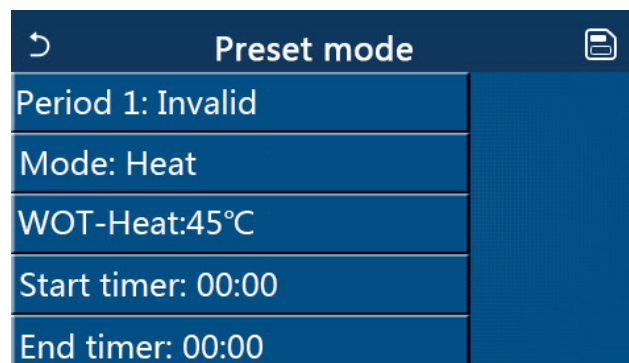 Preset mode
Period 1: Invalid
Mode: Heat
WOT-Heat:45℃
Start timer: 00:00
End timer: 00:00